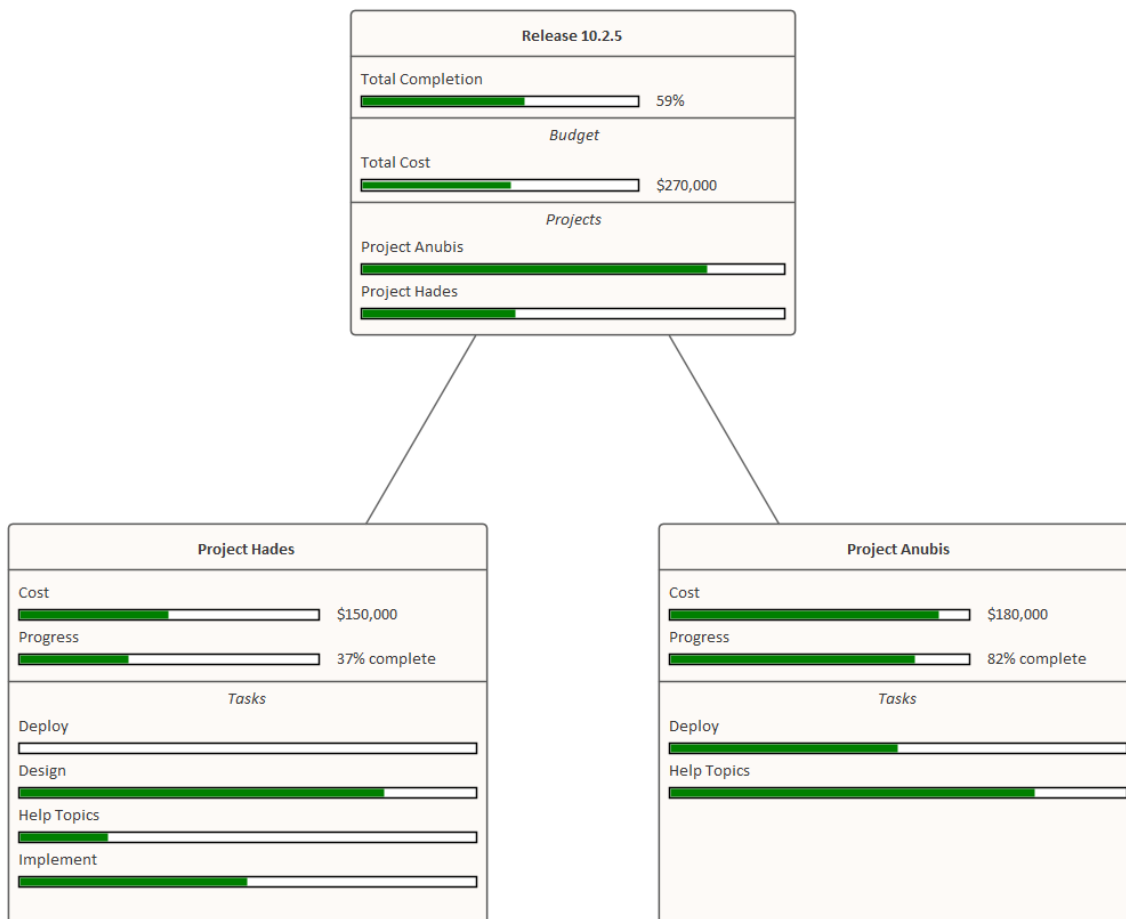 Release 10.2.5
Total Completion
59%
Budget
Total Cost
$270,000
Projects
Project Anubis
Project Hades
Project Hades
Cost
$150,000
Progress
37% complete
Tasks
Deploy
Design
Help Topics
Implement
Project Anubis
Cost
$180,000
Progress
82% complete
Tasks
Deploy
Help Topics